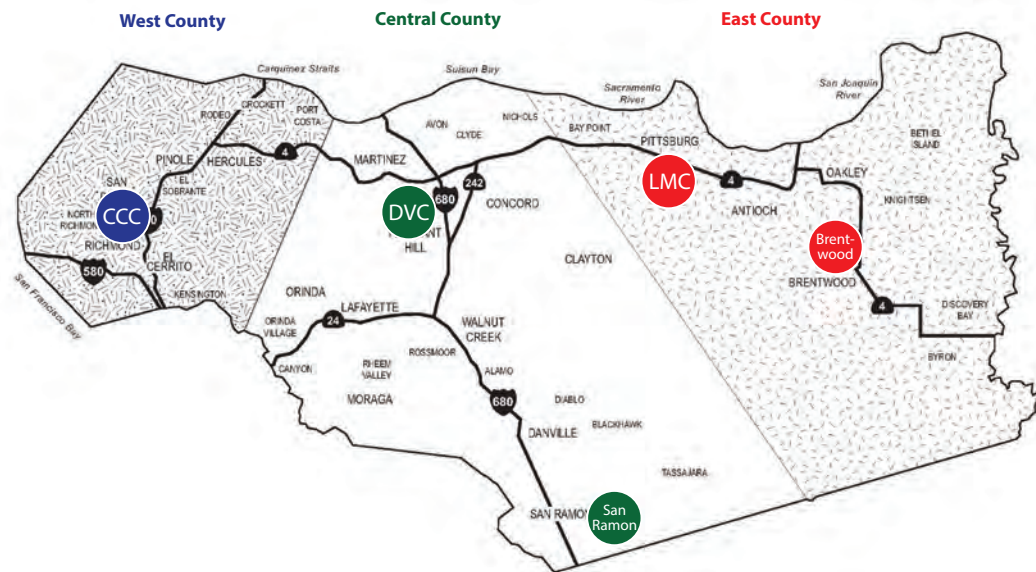 West County
Central County
East County
Carquinez Straits
Suisun Bay
Sacramento
River
San Joaquin
River
CROCKETT
RODEO
PORT
COSTA
AVON
CLYDE
NICHOLS
BAY POINT
PITTSBURG
BETHEL
ISLAND
PINOLE
HERCULES
4
MARTINEZ
242
680
LMC
4
OAKLEY
KNIGHTSEN
SAN
EL
SOBRANTE
NORTH
RICHMOND
CCC
DVC
CONCORD
ANTIOCH
RICHMOND
HILL
EL
CERRITO
580
KENSINGTON
San Francisco Bay
CLAYTON
Brent-
wood
BRENTWOOD
ORINDA
LAFAYETTE
ORINDA
VILLAGE
24
WALNUT
CREEK
4
DISCOVERY
BAY
BYRON
CANYON
RHEEM
VALLEY
ROSSMOOR
ALAMO
MORAGA
680
DIABLO
BLACKHAWK
DANVILLE
TASSAJARA
SAN RAMON
San
Ramon